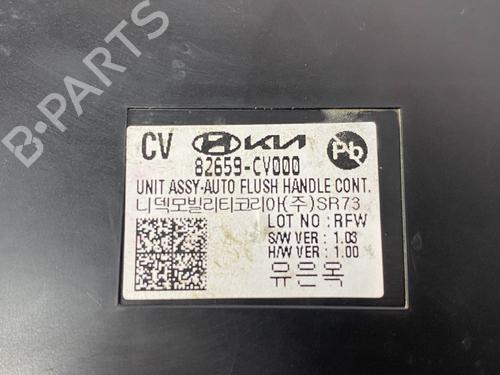 B-PARTS
CV HYUNDAI KIA Pb
82659-CV000
UNIT ASSY-AUTO FLUSH HANDLE CONT.
니덱모빌리티코리아(주)SR73
LOT NO : RFW
S/W VER : 1.03
H/W VER : 1.00
유은옥